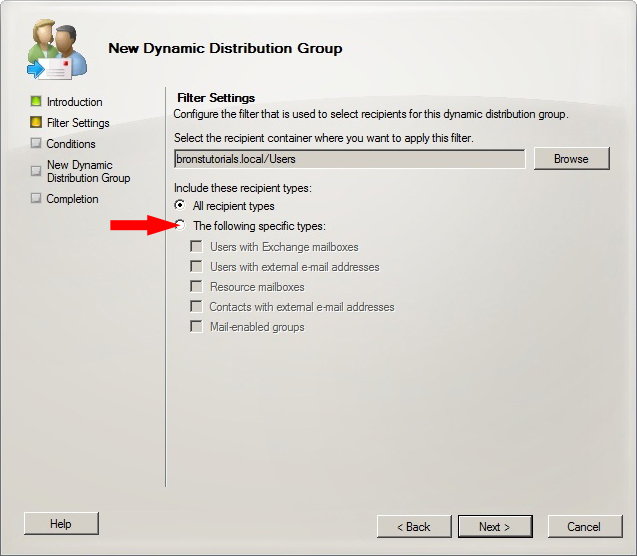 New Dynamic Distribution Group
Introduction
Filter Settings
Conditions
New Dynamic
Distribution Group
Completion
Filter Settings
Configure the filter that is used to select recipients for this dynamic distribution group.
Select the recipient container where you want to apply this filter.
bronstutorials.local/Users
Browse
Include these recipient types:
All recipient types
The following specific types:
Users with Exchange mailboxes
Users with external e-mail addresses
Resource mailboxes
Contacts with external e-mail addresses
Mail-enabled groups
Help
< Back
Next >
Cancel